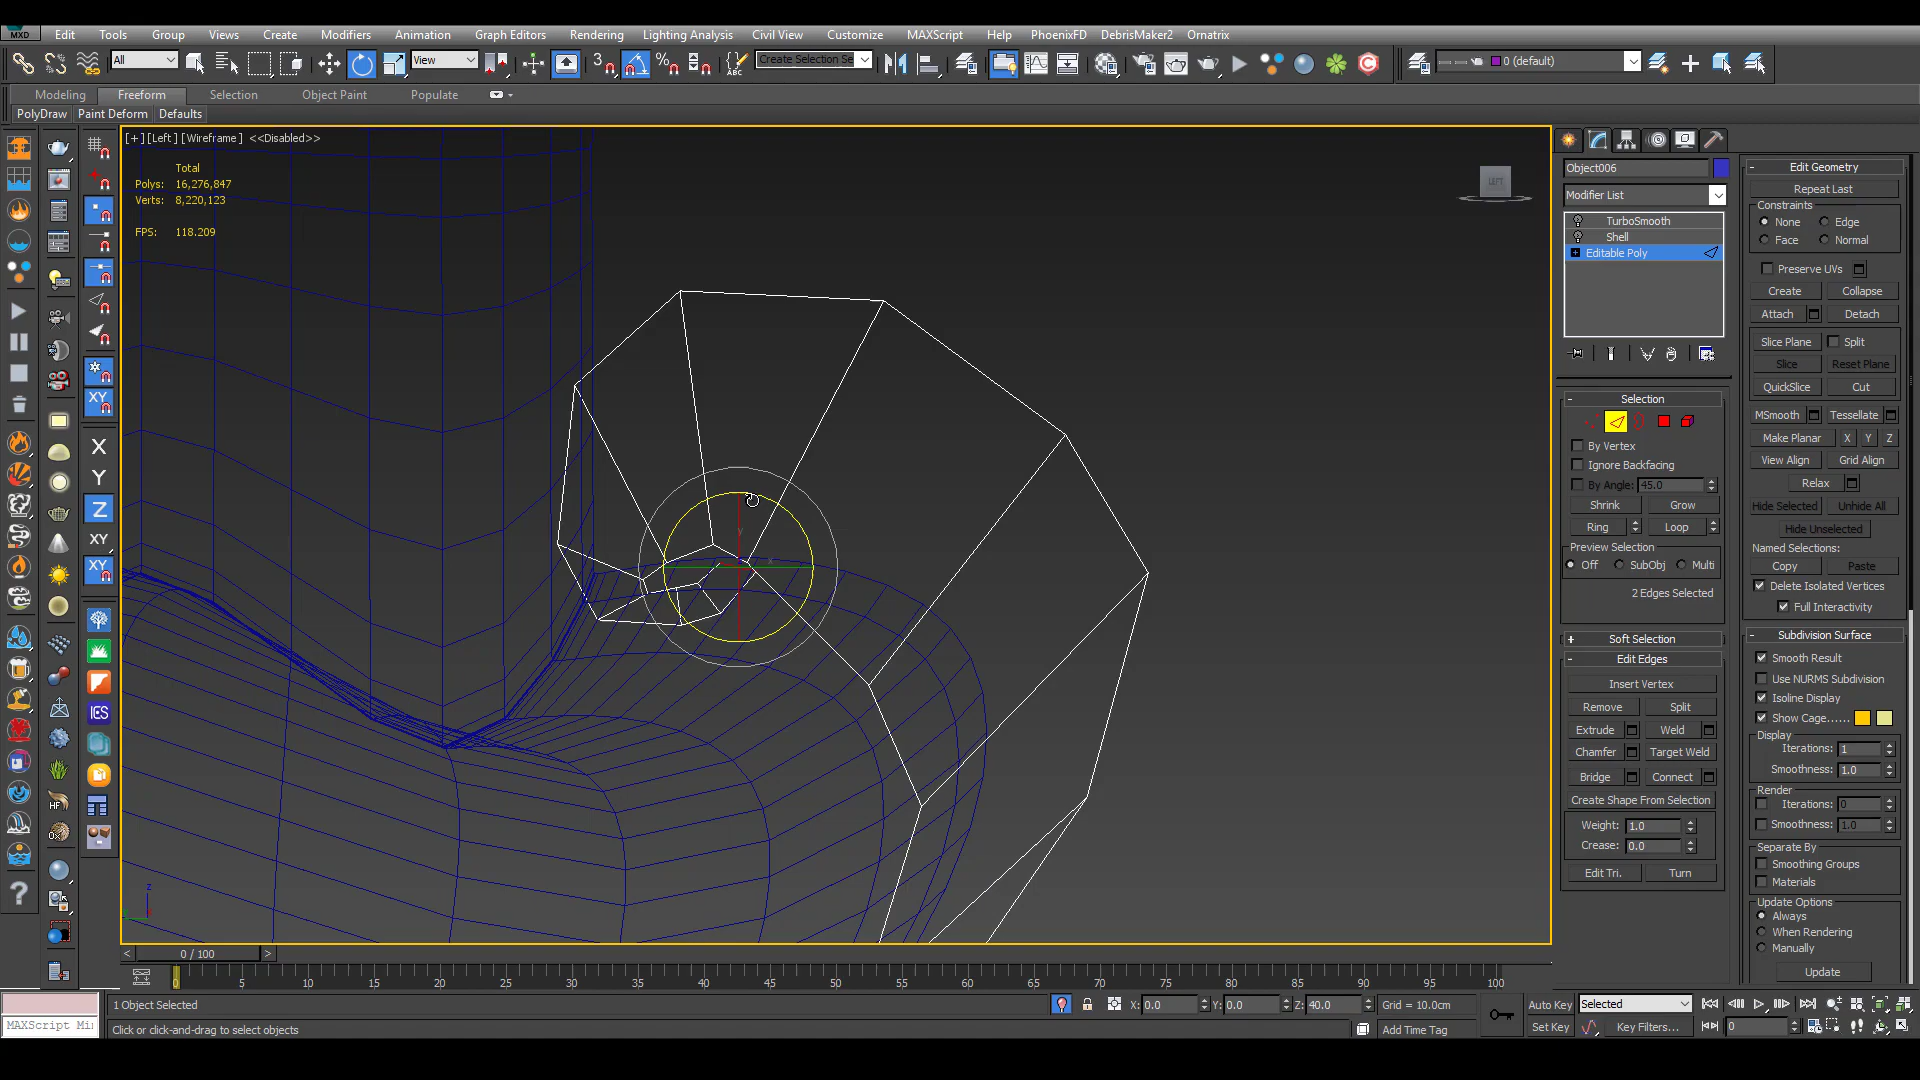 MXD Edit Tools Group Views Create Modifiers Animation Graph Editors Rendering Lighting Analysis Civil View Customize MAXScript Help PhoenixFD DebrisMaker2 Ornatrix
All View 3 % ABC Create Selection Se 0 (default)
Modeling Freeform Selection Object Paint Populate
PolyDraw Paint Deform Defaults
[+] [Left ] [Wireframe ] <<Disabled>>
Total
Polys: 16,276,847
Verts: 8,220,123
FPS: 118.209
LEFT
XY
X
Y
Z
XY
XY
ICS
HF
y
x
z
Object006
Modifier List
TurboSmooth
Shell
Editable Poly
Selection
By Vertex
Ignore Backfacing
By Angle: 45.0
Shrink Grow
Ring Loop
Preview Selection
Off SubObj Multi
2 Edges Selected
Soft Selection
Edit Edges
Insert Vertex
Remove Split
Extrude Weld
Chamfer Target Weld
Bridge Connect
Create Shape From Selection
Weight: 1.0
Crease: 0.0
Edit Tri. Turn
Edit Geometry
Repeat Last
Constraints
None Edge
Face Normal
Preserve UVs
Create Collapse
Attach Detach
Slice Plane Split
Slice Reset Plane
QuickSlice Cut
MSmooth Tessellate
Make Planar X Y Z
View Align Grid Align
Relax
Hide Selected Unhide All
Hide Unselected
Named Selections:
Copy Paste
Delete Isolated Vertices
Full Interactivity
Subdivision Surface
Smooth Result
Use NURMS Subdivision
Isoline Display
Show Cage......
Display
Iterations: 1
Smoothness: 1.0
Render
Iterations: 0
Smoothness: 1.0
Separate By
Smoothing Groups
Materials
Update Options
Always
When Rendering
Manually
Update
< 0 / 100 >
0 5 10 15 20 25 30 35 40 45 50 55 60 65 70 75 80 85 90 95 100
1 Object Selected X: 0.0 Y: 0.0 Z: 40.0 Grid = 10.0cm Auto Key Selected
MAXScript Mi Click or click-and-drag to select objects Add Time Tag Set Key Key Filters... 0